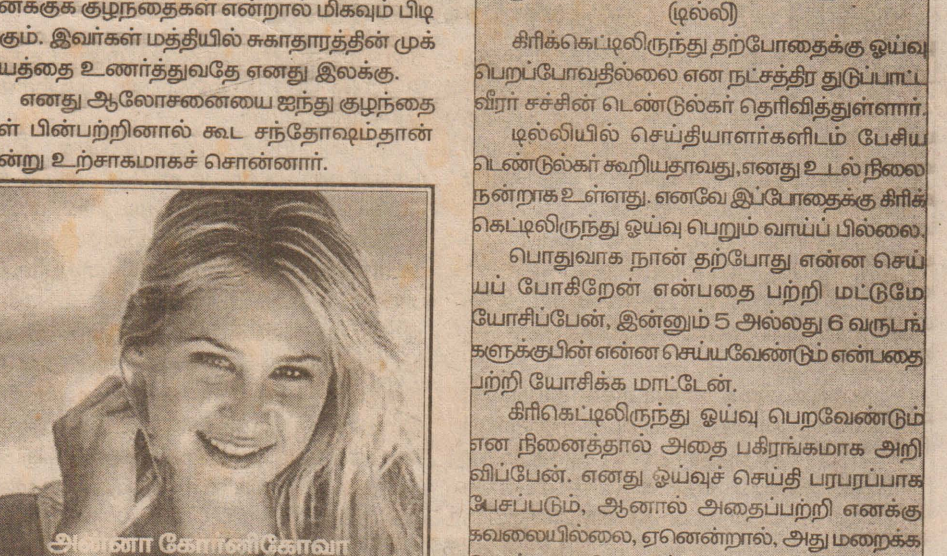 னக்குக் குழந்தைகள் என்றால் மிகவும் பிடி
கும். இவர்கள் மத்தியில் சுகாதாரத்தின் முக்
யத்தை உணர்த்துவதே எனது இலக்கு.
எனது ஆலோசனையை ஐந்து குழந்தை
ள் பின்பற்றினால் கூட சந்தோஷம்தான்
ன்று உற்சாகமாகச் சொன்னார்.
அன்னா கோர்னிகோவா
(டில்லி)
கிரிக்கெட்டிலிருந்து தற்போதைக்கு ஓய்வு
பெறப்போவதில்லை என நட்சத்திர துடுப்பாட்ட
வீரர் சச்சின் டெண்டுல்கர் தெரிவித்துள்ளார்.
டில்லியில் செய்தியாளர்களிடம் பேசிய
டெண்டுல்கர் கூறியதாவது,எனது உடல் நிலை
நன்றாக உள்ளது. எனவே இப்போதைக்கு கிரிக்
கெட்டிலிருந்து ஓய்வு பெறும் வாய்ப் பில்லை.
பொதுவாக நான் தற்போது என்ன செய்
யப் போகிறேன் என்பதை பற்றி மட்டுமே
யோசிப்பேன், இன்னும் 5 அல்லது 6 வருடங்
களுக்குபின் என்ன செய்யவேண்டும் என்பதை
பற்றி யோசிக்க மாட்டேன்.
கிரிகெட்டிலிருந்து ஓய்வு பெறவேண்டும்
என நினைத்தால் அதை பகிரங்கமாக அறி
விப்பேன். எனது ஓய்வுச் செய்தி பரபரப்பாக
பேசப்படும், ஆனால் அதைப்பற்றி எனக்கு
கவலையில்லை, ஏனென்றால், அது மறைக்க